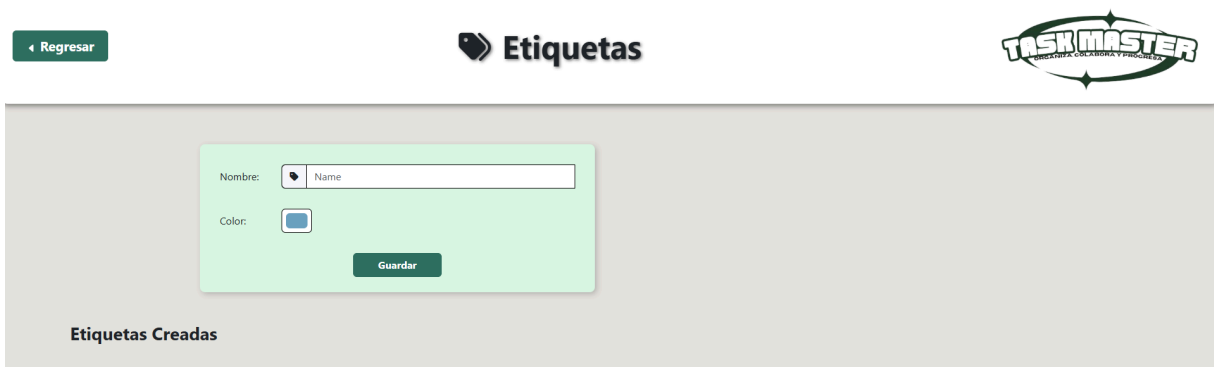 Regresar
Etiquetas
TASK MASTER
ORGANIZA COLABORA Y PROGRESA
Nombre:
Name
Color:
Guardar
Etiquetas Creadas